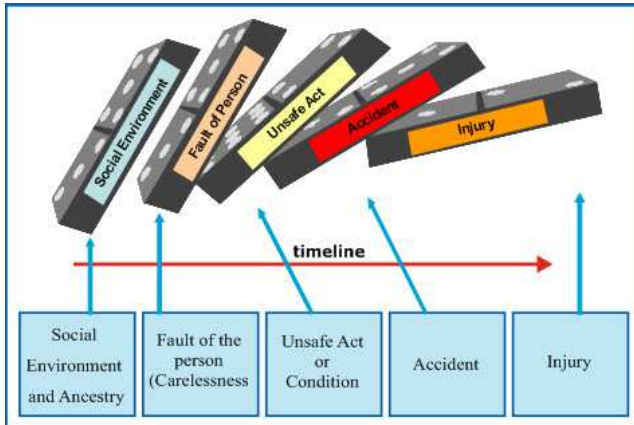 Social Environment
Fault of Person
Unsafe Act
Accident
Injury
timeline
Social
Environment
and Ancestry
Fault of the
person
(Carelessness
Unsafe Act
or
Condition
Accident
Injury